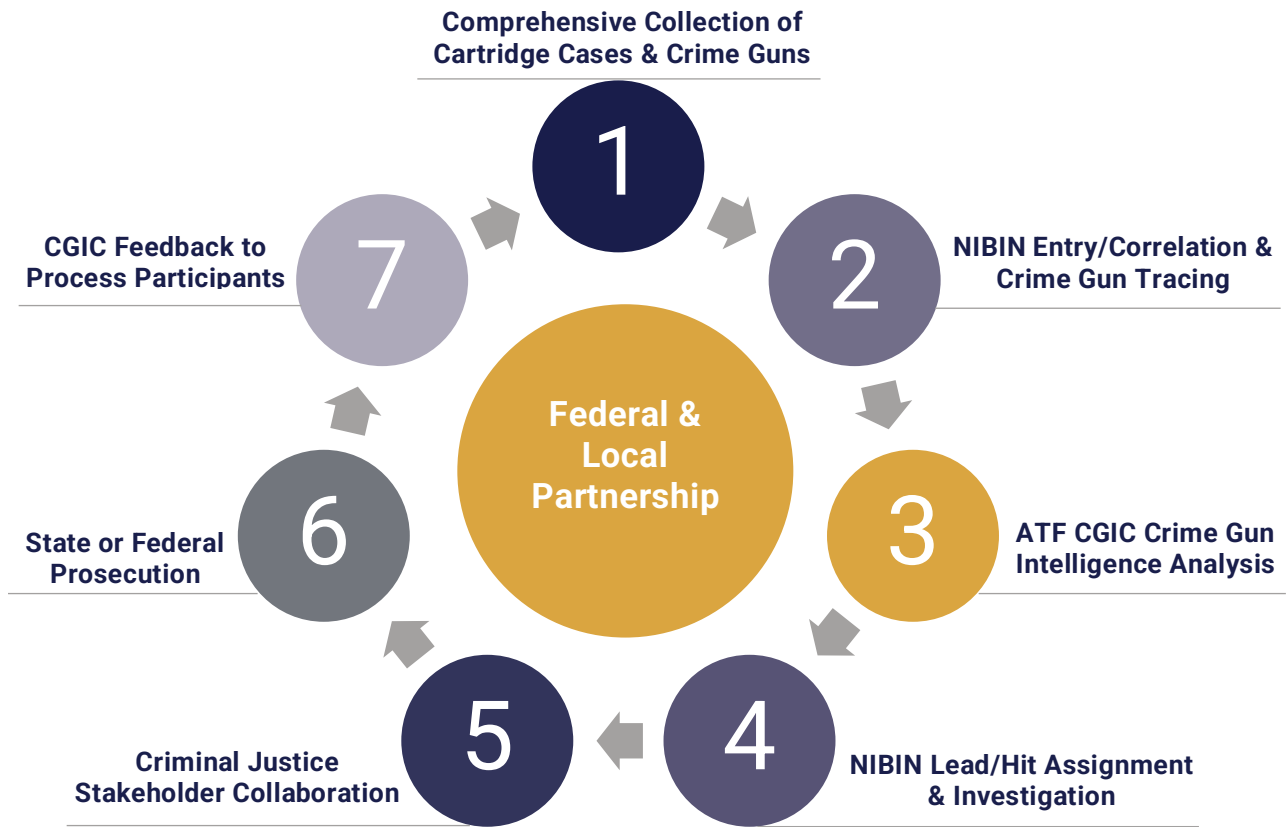 Comprehensive Collection of
Cartridge Cases & Crime Guns
1
2
NIBIN Entry/Correlation &
Crime Gun Tracing
3
ATF CGIC Crime Gun
Intelligence Analysis
4
NIBIN Lead/Hit Assignment
& Investigation
5
Criminal Justice
Stakeholder Collaboration
6
State or Federal
Prosecution
7
CGIC Feedback to
Process Participants
Federal &
Local
Partnership